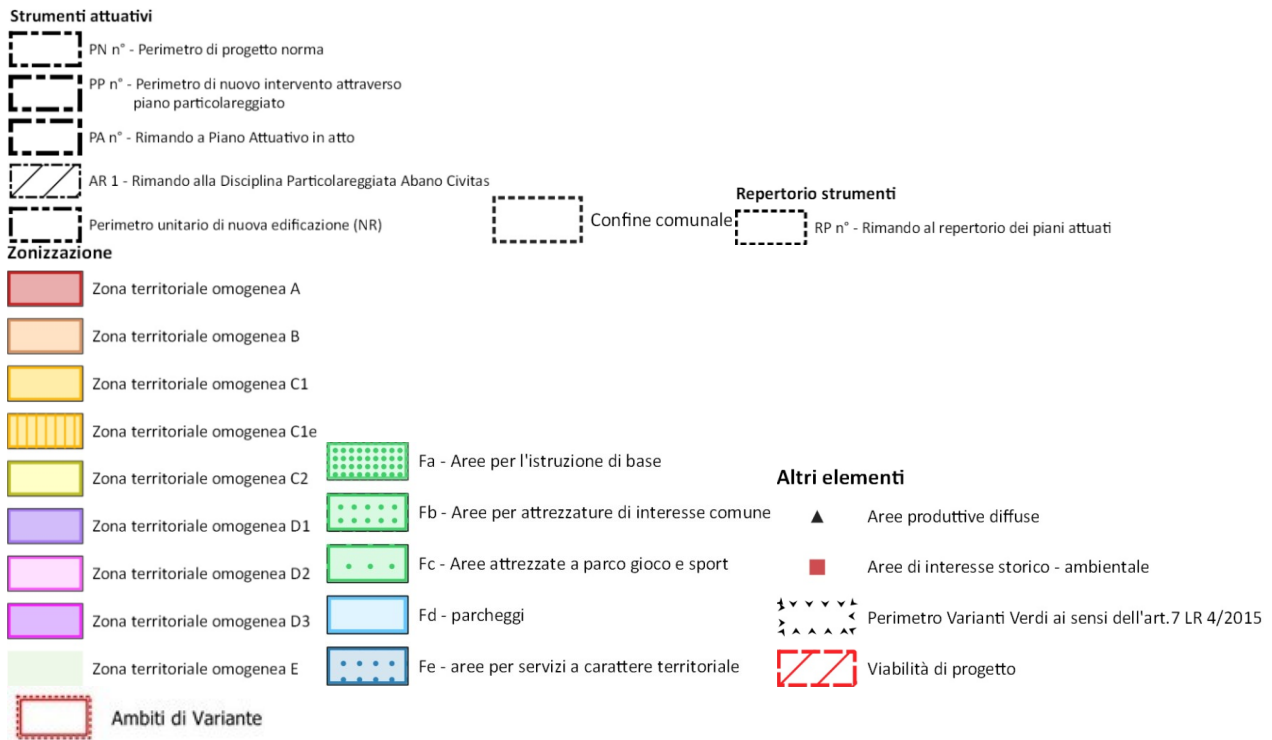 Strumenti attuativi
PN n° - Perimetro di progetto norma
PP n° - Perimetro di nuovo intervento attraverso
piano particolareggiato
PA n° - Rimando a Piano Attuativo in atto
AR 1 - Rimando alla Disciplina Particolareggiata Abano Civitas
Perimetro unitario di nuova edificazione (NR)
Confine comunale
Repertorio strumenti
RP n° - Rimando al repertorio dei piani attuati
Zonizzazione
Zona territoriale omogenea A
Zona territoriale omogenea B
Zona territoriale omogenea C1
Zona territoriale omogenea C1e
Zona territoriale omogenea C2
Zona territoriale omogenea D1
Zona territoriale omogenea D2
Zona territoriale omogenea D3
Zona territoriale omogenea E
Ambiti di Variante
Fa - Aree per l'istruzione di base
Fb - Aree per attrezzature di interesse comune
Fc - Aree attrezzate a parco gioco e sport
Fd - parcheggi
Fe - aree per servizi a carattere territoriale
Altri elementi
Aree produttive diffuse
Aree di interesse storico - ambientale
Perimetro Varianti Verdi ai sensi dell'art.7 LR 4/2015
Viabilità di progetto